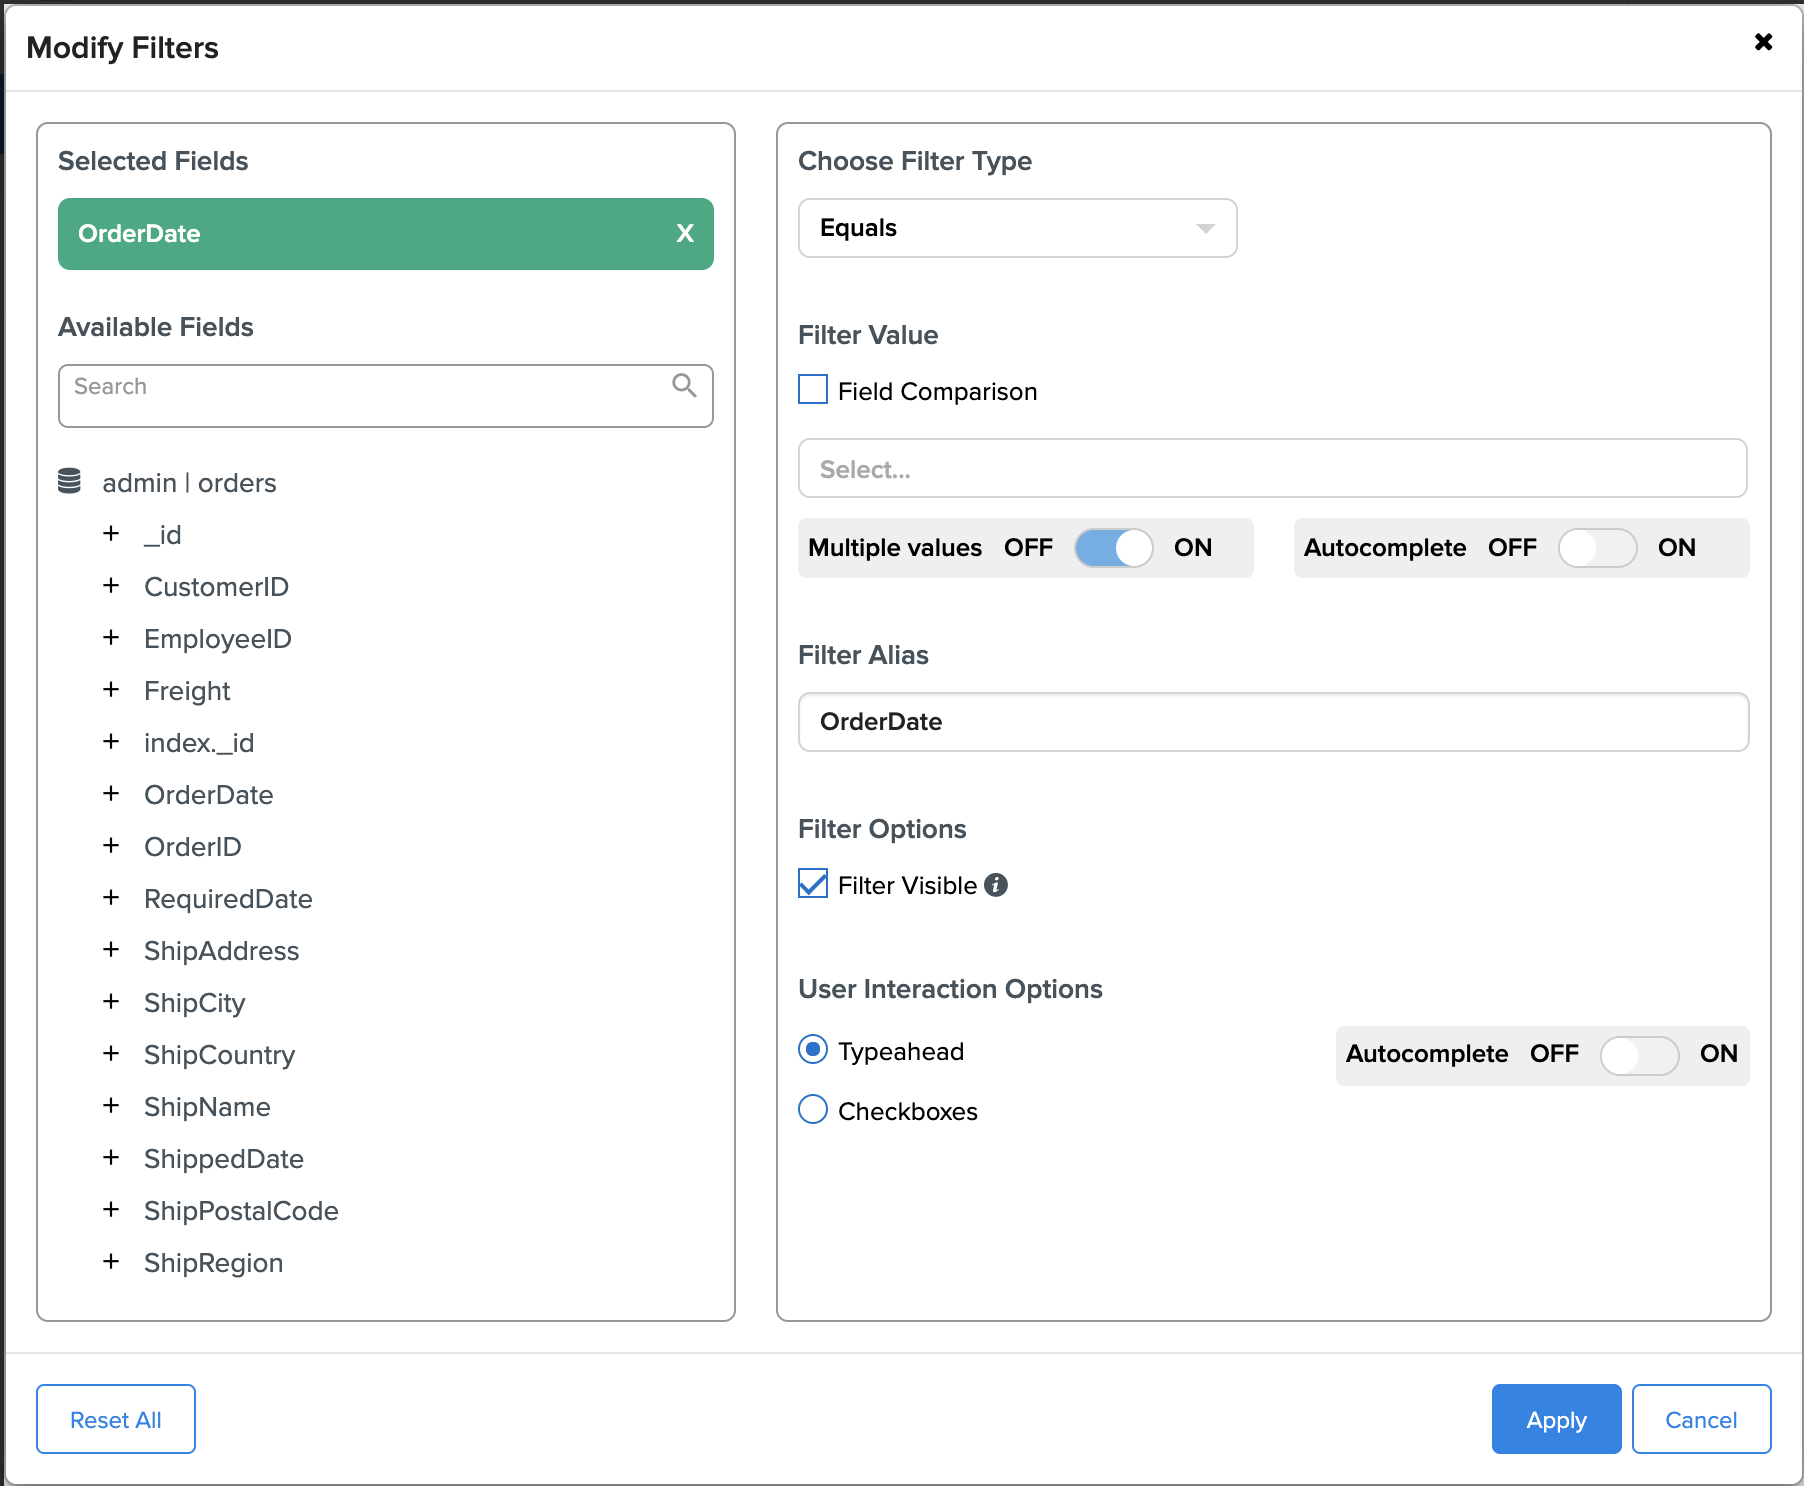 Modify Filters
Selected Fields
OrderDate X
Available Fields
Search
admin | orders
+ _id
+ CustomerID
+ EmployeeID
+ Freight
+ index._id
+ OrderDate
+ OrderID
+ RequiredDate
+ ShipAddress
+ ShipCity
+ ShipCountry
+ ShipName
+ ShippedDate
+ ShipPostalCode
+ ShipRegion
Choose Filter Type
Equals
Filter Value
Field Comparison
Select...
Multiple values OFF ON
Autocomplete OFF ON
Filter Alias
OrderDate
Filter Options
Filter Visible
User Interaction Options
Typeahead
Autocomplete OFF ON
Checkboxes
Reset All
Apply
Cancel